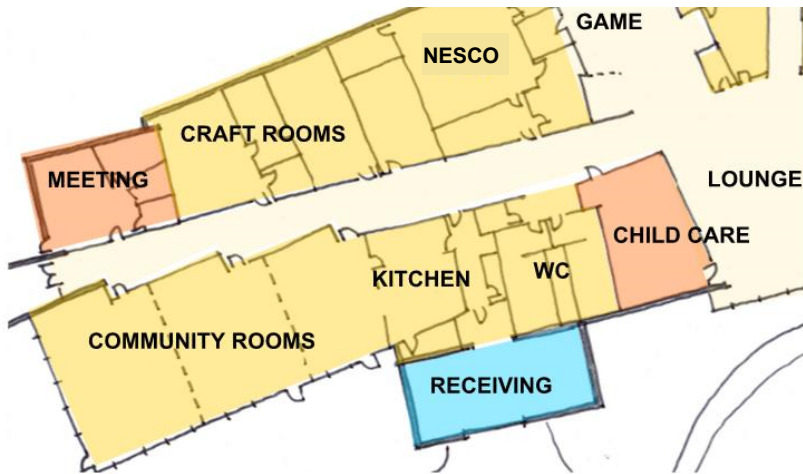 GAME
NESCO
CRAFT ROOMS
MEETING
LOUNGE
CHILD CARE
KITCHEN
WC
COMMUNITY ROOMS
RECEIVING